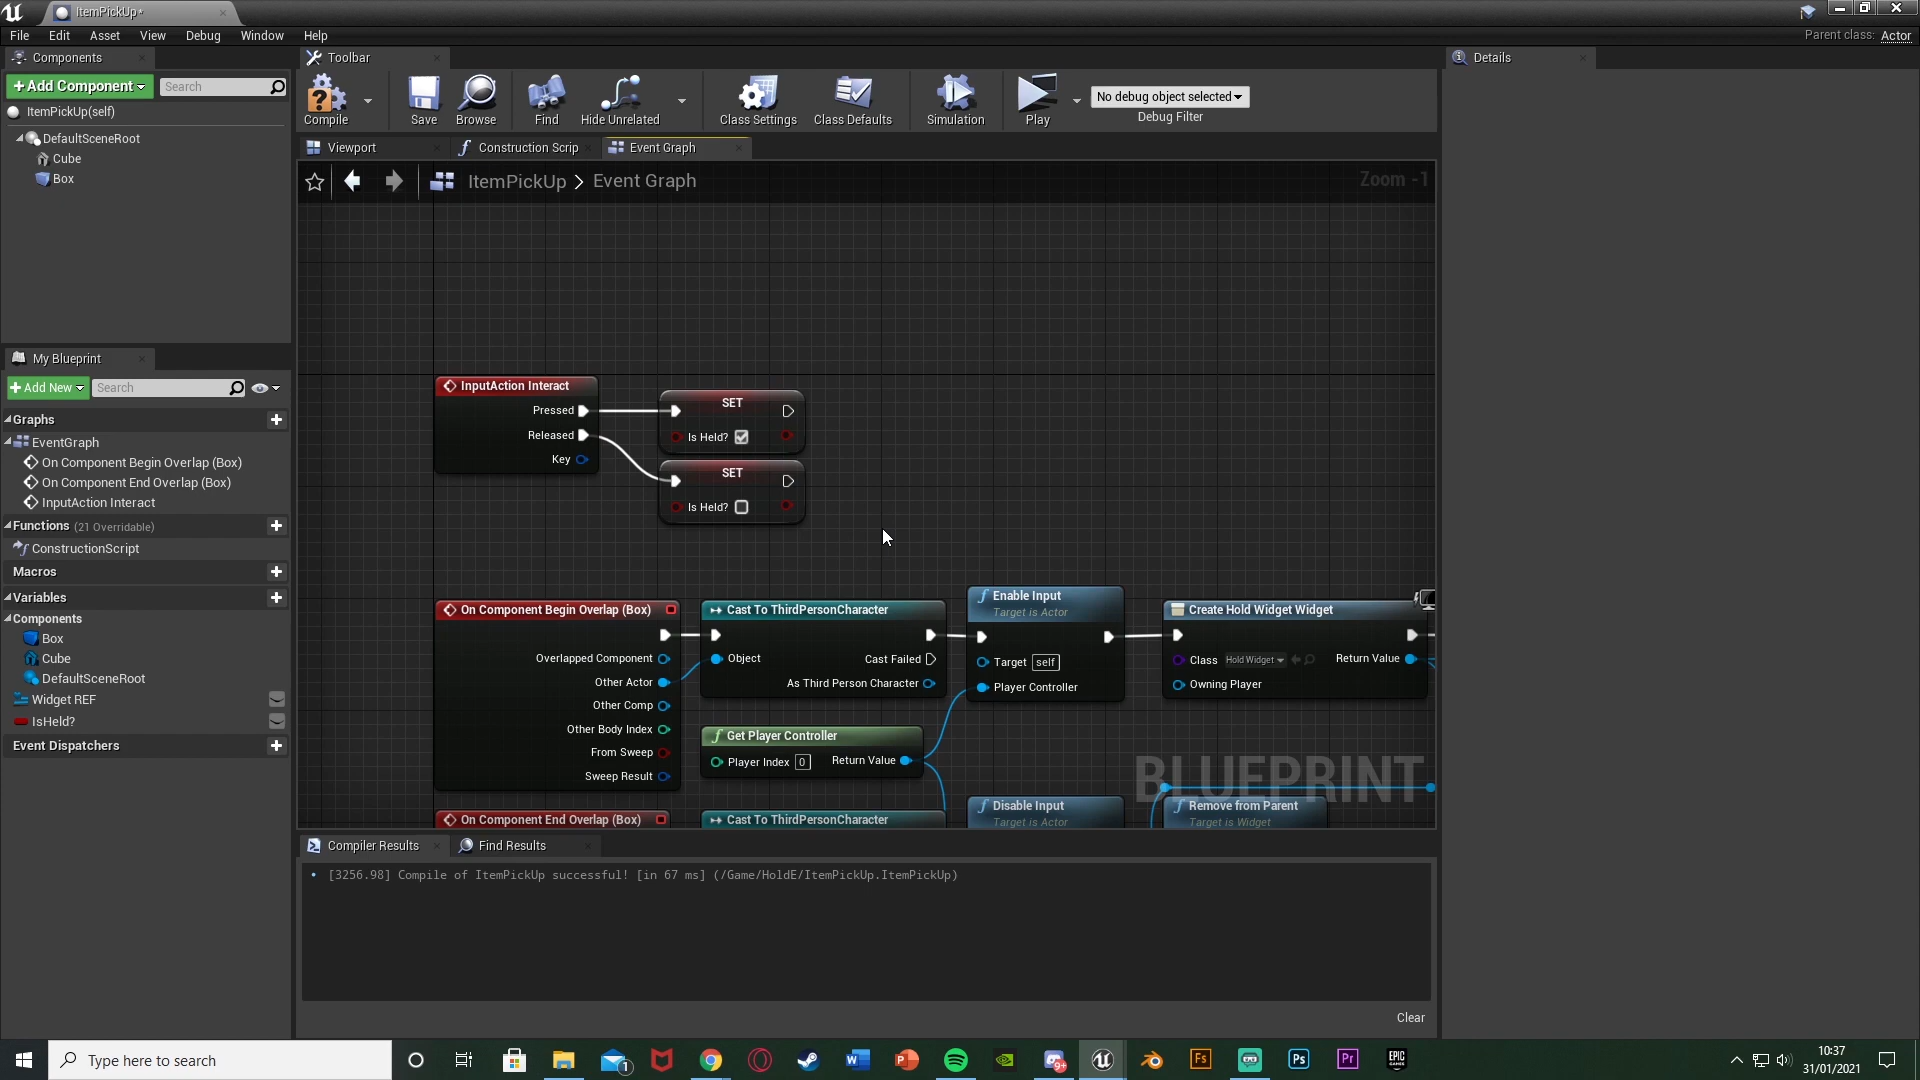 ItemPickUp*
File Edit Asset View Debug Window Help
Parent class: Actor
Components
Toolbar
Details
+Add Component
Search
Compile
Save
Browse
Find
Hide Unrelated
Class Settings
Class Defaults
Simulation
Play
No debug object selected
Debug Filter
ItemPickUp(self)
DefaultSceneRoot
Cube
Box
Viewport
Construction Scrip
Event Graph
ItemPickUp > Event Graph
Zoom -1
My Blueprint
+Add New
Search
Graphs
EventGraph
On Component Begin Overlap (Box)
On Component End Overlap (Box)
InputAction Interact
Functions (21 Overridable)
ConstructionScript
Macros
Variables
Components
Box
Cube
DefaultSceneRoot
Widget REF
IsHeld?
Event Dispatchers
InputAction Interact
Pressed
Released
Key
SET
Is Held?
SET
Is Held?
On Component Begin Overlap (Box)
Overlapped Component
Other Actor
Other Comp
Other Body Index
From Sweep
Sweep Result
Cast To ThirdPersonCharacter
Object
Cast Failed
As Third Person Character
Get Player Controller
Player Index 0
Return Value
Enable Input
Target is Actor
Target self
Player Controller
Create Hold Widget Widget
Class Hold Widget
Return Value
Owning Player
BLUEPRINT
On Component End Overlap (Box)
Cast To ThirdPersonCharacter
Disable Input
Target is Actor
Remove from Parent
Target is Widget
Compiler Results
Find Results
[3256.98] Compile of ItemPickUp successful! [in 67 ms] (/Game/HoldE/ItemPickUp.ItemPickUp)
Clear
Type here to search
10:37
31/01/2021